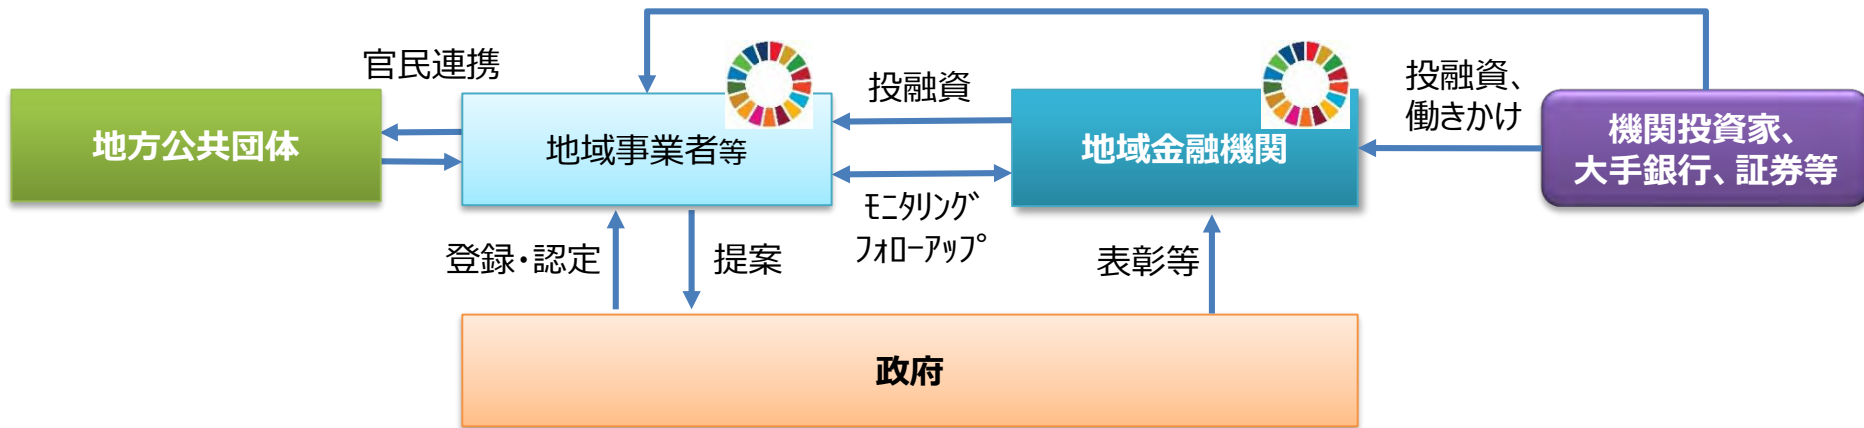 官民連携
地方公共団体
地域事業者等
投融資
地域金融機関
投融資、
働きかけ
機関投資家、
大手銀行、証券等
ﾓﾆﾀﾘﾝｸﾞ
ﾌｫﾛｰｱｯﾌﾟ
登録・認定
提案
表彰等
政府